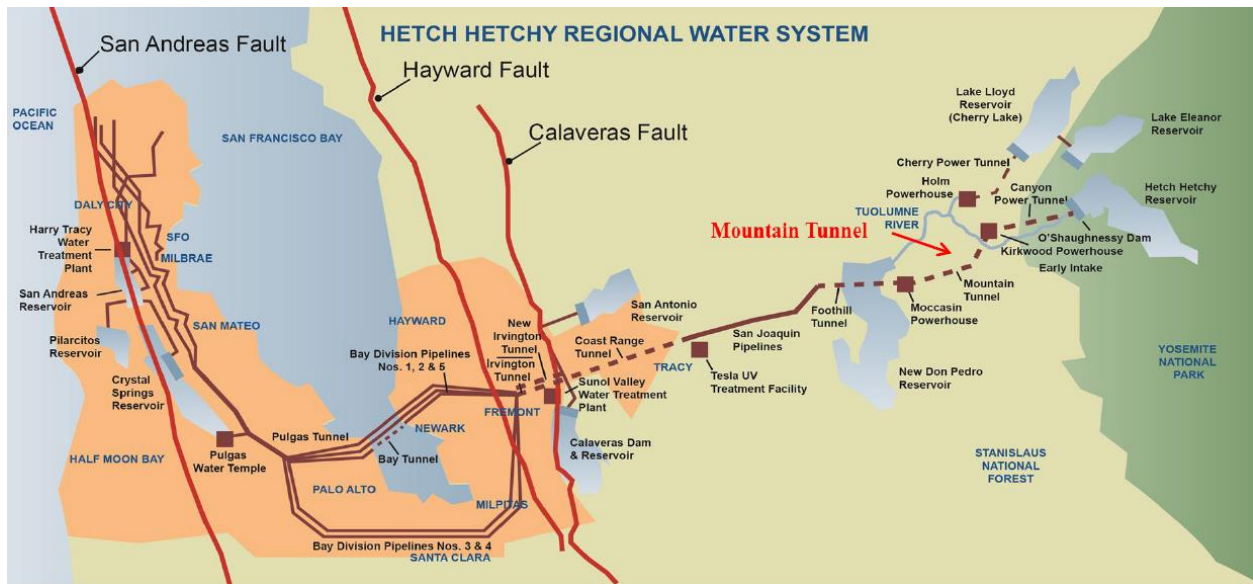 HETCH HETCHY REGIONAL WATER SYSTEM
San Andreas Fault
Hayward Fault
Calaveras Fault
PACIFIC
OCEAN
SAN FRANCISCO BAY
DALY CITY
Harry Tracy
Water
Treatment
Plant
SFO
MILBRAE
San Andreas
Reservoir
SAN MATEO
Pilarcitos
Reservoir
Crystal
Springs
Reservoir
HALF MOON BAY
Pulgas
Water Temple
Pulgas Tunnel
PALO ALTO
Bay Division Pipelines Nos. 3 & 4
SANTA CLARA
HAYWARD
Bay Division Pipelines
Nos. 1, 2 & 5
NEWARK
Bay Tunnel
MILPITAS
FREMONT
New
Irvington
Tunnel
Irvington
Tunnel
San Antonio
Reservoir
Coast Range
Tunnel
Sunol Valley
Water Treatment
Plant
Calaveras Dam
& Reservoir
TRACY
San Joaquin
Pipelines
Tesla UV
Treatment Facility
Foothill
Tunnel
Moccasin
Powerhouse
New Don Pedro
Reservoir
Mountain Tunnel
Mountain
Tunnel
TUOLUMNE
RIVER
Lake Lloyd
Reservoir
(Cherry Lake)
Lake Eleanor
Reservoir
Cherry Power Tunnel
Holm
Powerhouse
Canyon
Power Tunnel
Hetch Hetchy
Reservoir
O'Shaughnessy Dam
Kirkwood Powerhouse
Early Intake
YOSEMITE
NATIONAL
PARK
STANISLAUS
NATIONAL
FOREST